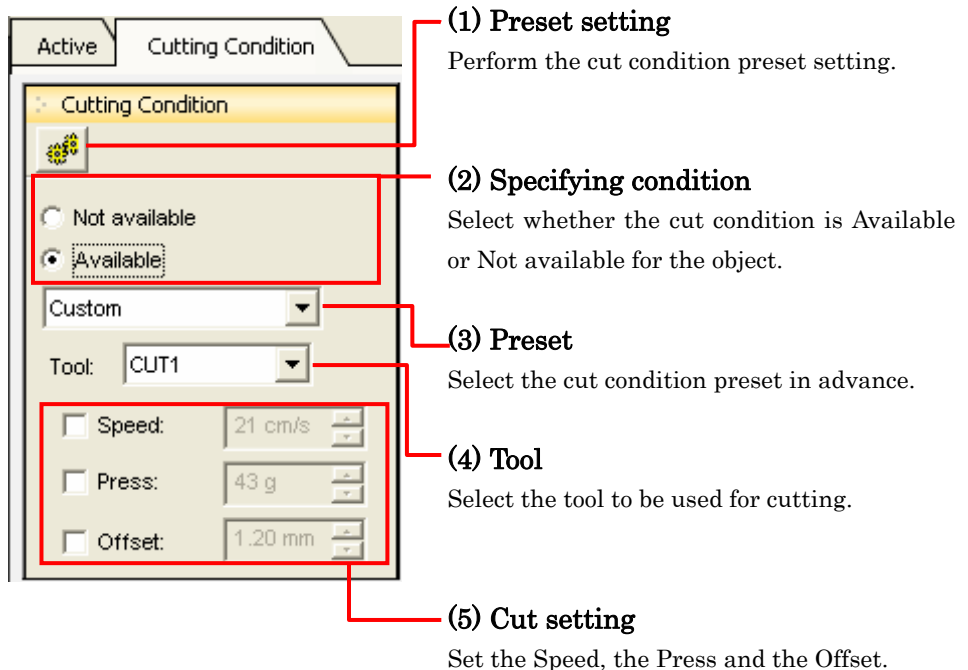 (1) Preset setting
Perform the cut condition preset setting.
Active
Cutting Condition
Cutting Condition
(2) Specifying condition
Select whether the cut condition is Available
or Not available for the object.
Not available
Available
Custom
(3) Preset
Select the cut condition preset in advance.
Tool: CUT1
(4) Tool
Select the tool to be used for cutting.
Speed: 21 cm/s
Press: 43 g
Offset: 1.20 mm
(5) Cut setting
Set the Speed, the Press and the Offset.